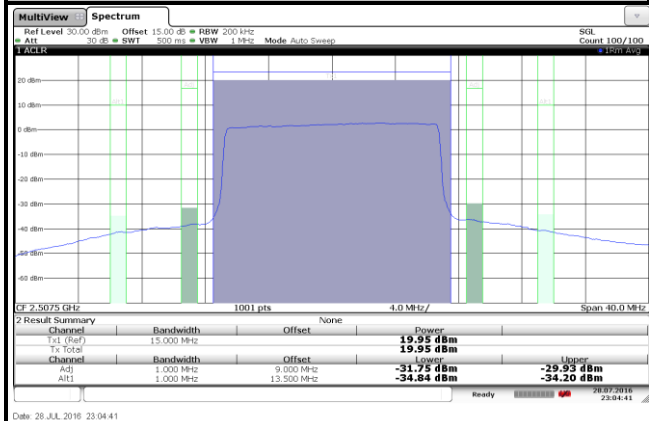 MultiView Spectrum
Ref Level 30.00 dBm Offset 15.00 dB RBW 200 kHz SGL
Att 30 dB SWT 500 ms VBW 1 MHz Mode Auto Sweep Count 100/100
1 ACLR 1Rm Avg
20 dBm
Alt1
0 dBm
-10 dBm
-20 dBm
-30 dBm
-40 dBm
-50 dBm
-60 dBm
CF 2.5075 GHz 1001 pts 4.0 MHz/ Span 40.0 MHz
2 Result Summary None
Channel Bandwidth Offset Power
Tx1 (Ref) 15.000 MHz 19.95 dBm
Tx Total 19.95 dBm
Channel Bandwidth Offset Lower Upper
Adj 1.000 MHz 9.000 MHz -31.75 dBm -29.93 dBm
Alt1 1.000 MHz 13.500 MHz -34.84 dBm -34.20 dBm
Ready 28.07.2016
23:04:41
Date: 28 JUL 2016 23:04:41